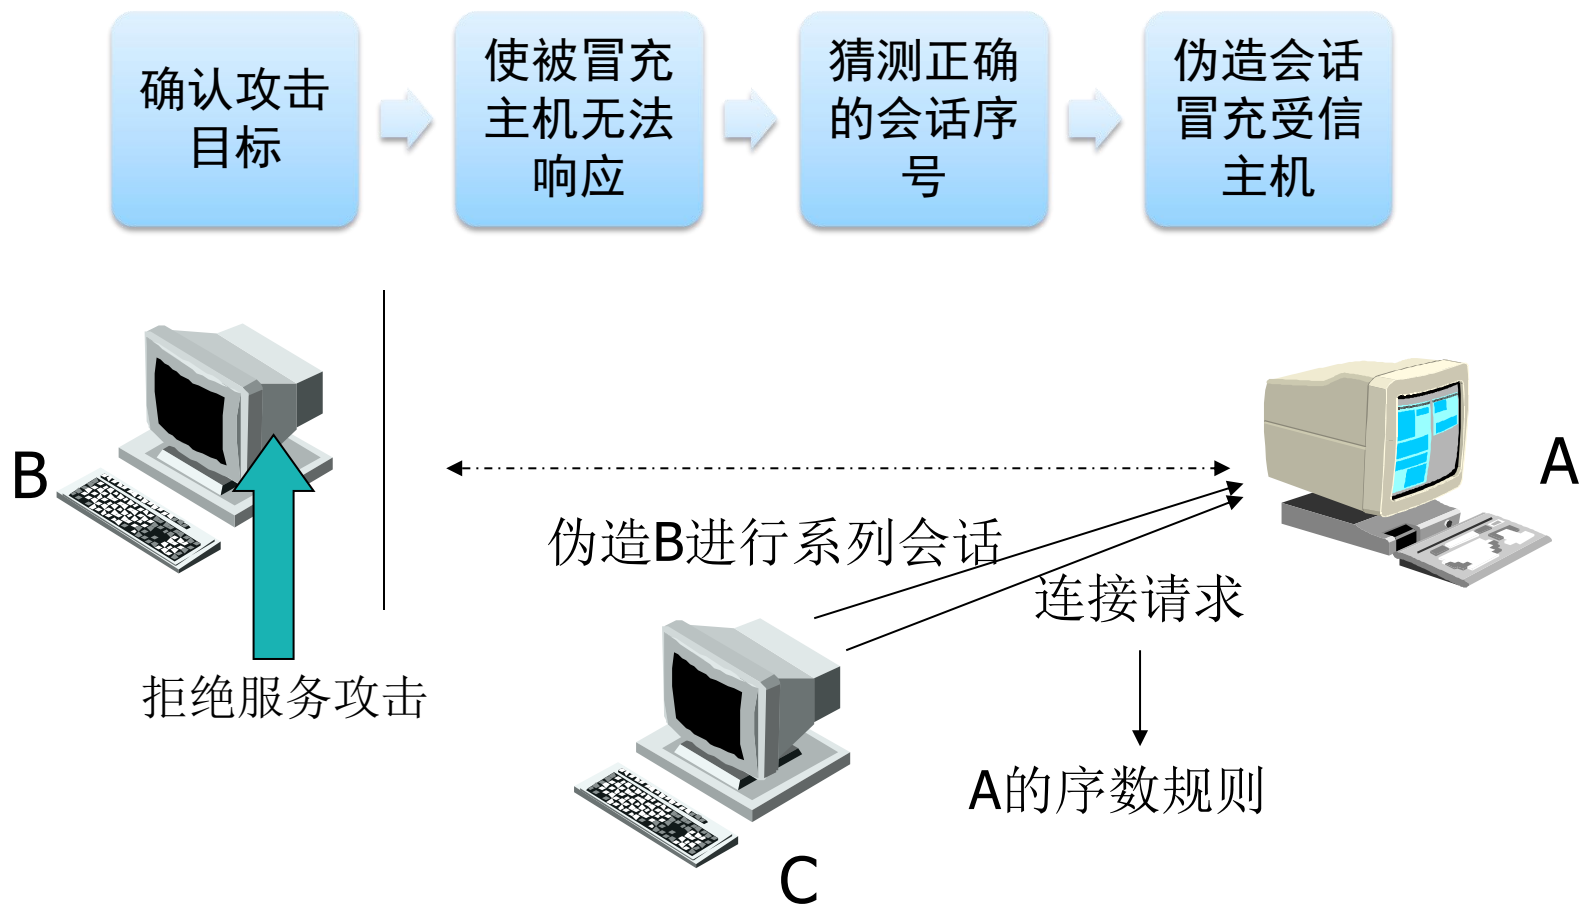 确认攻击
目标
使被冒充
主机无法
响应
猜测正确
的会话序
号
伪造会话
冒充受信
主机
B
A
伪造B进行系列会话
连接请求
拒绝服务攻击
A的序数规则
C